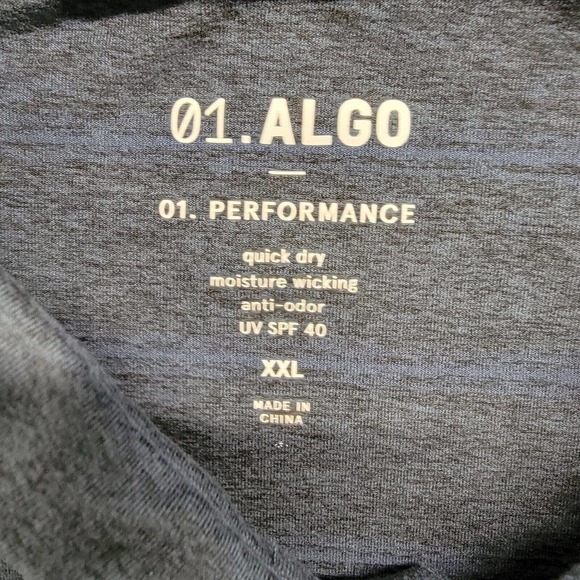 01.ALGO
01. PERFORMANCE
quick dry
moisture wicking
anti-odor
UV SPF 40
XXL
MADE IN
CHINA